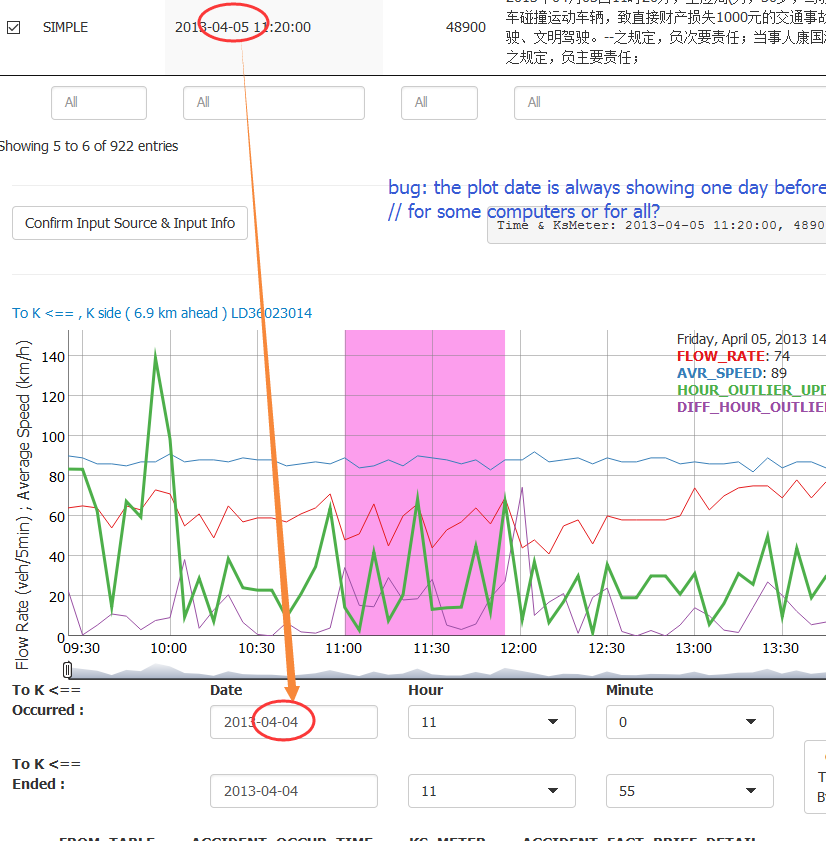 SIMPLE
2013-04-05 11:20:00
48900
车碰撞运动车辆，致直接财产损失1000元的交通事故
驶、文明驾驶。--之规定，负次要责任；当事人康国
之规定，负主要责任；
All All All All
Showing 5 to 6 of 922 entries
bug: the plot date is always showing one day before
// for some computers or for all?
Confirm Input Source & Input Info
Time & KsMeter: 2013-04-05 11:20:00, 4890
To K <== , K side ( 6.9 km ahead ) LD36023014
Flow Rate (veh/5min) ; Average Speed (km/h)
Friday, April 05, 2013 14
FLOW_RATE: 74
AVR_SPEED: 89
HOUR_OUTLIER_UPD
DIFF_HOUR_OUTLIE
140
120
100
80
60
40
20
0
09:30 10:00 10:30 11:00 11:30 12:00 12:30 13:00 13:30
To K <==
Occurred :
Date Hour Minute
2013-04-04 11 0
To K <==
Ended :
2013-04-04 11 55
T
B
FROM_TABLE ACCIDENT_OCCUR_TIME KS_METER ACCIDENT_FACT_BRIEF_DETAIL